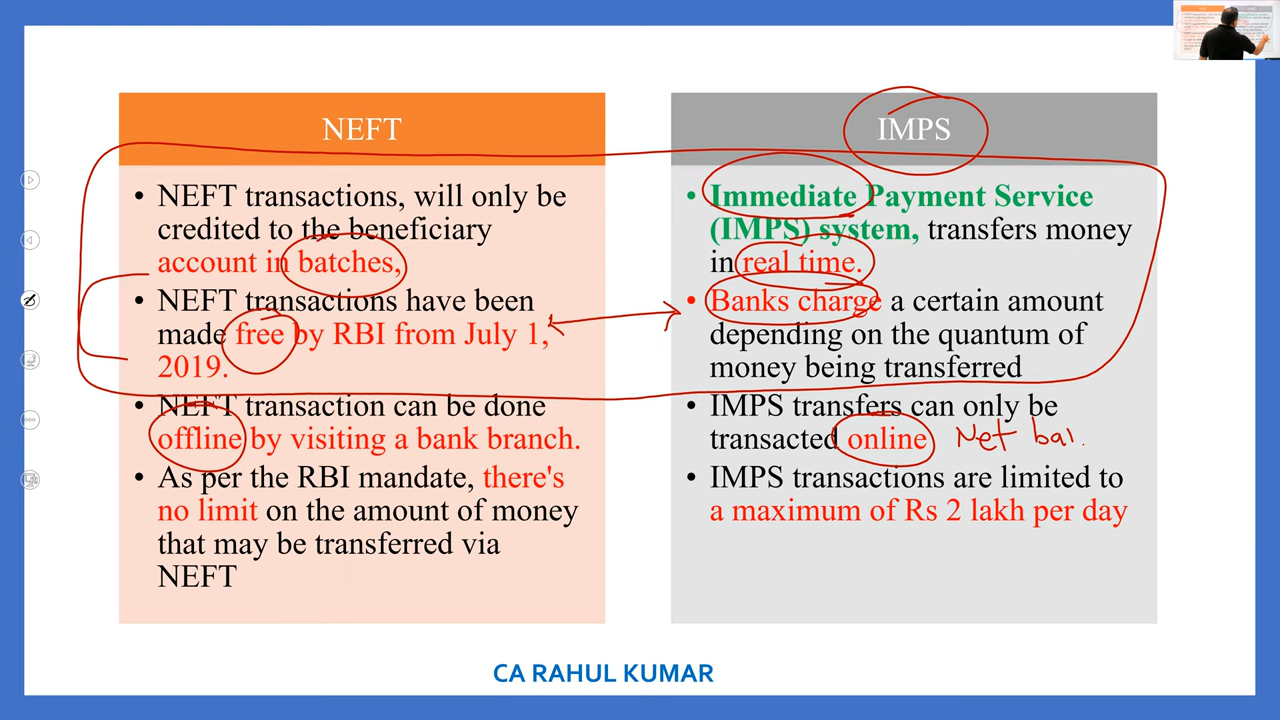 NEFT
• NEFT transactions, will only be
credited to the beneficiary
account in batches,
• NEFT transactions have been
made free by RBI from July 1,
2019.
• NEFT transaction can be done
offline by visiting a bank branch.
• As per the RBI mandate, there's
no limit on the amount of money
that may be transferred via
NEFT
IMPS
• Immediate Payment Service
(IMPS) system, transfers money
in real time.
• Banks charge a certain amount
depending on the quantum of
money being transferred
• IMPS transfers can only be
transacted online Net ba
• IMPS transactions are limited to
a maximum of Rs 2 lakh per day
CA RAHUL KUMAR